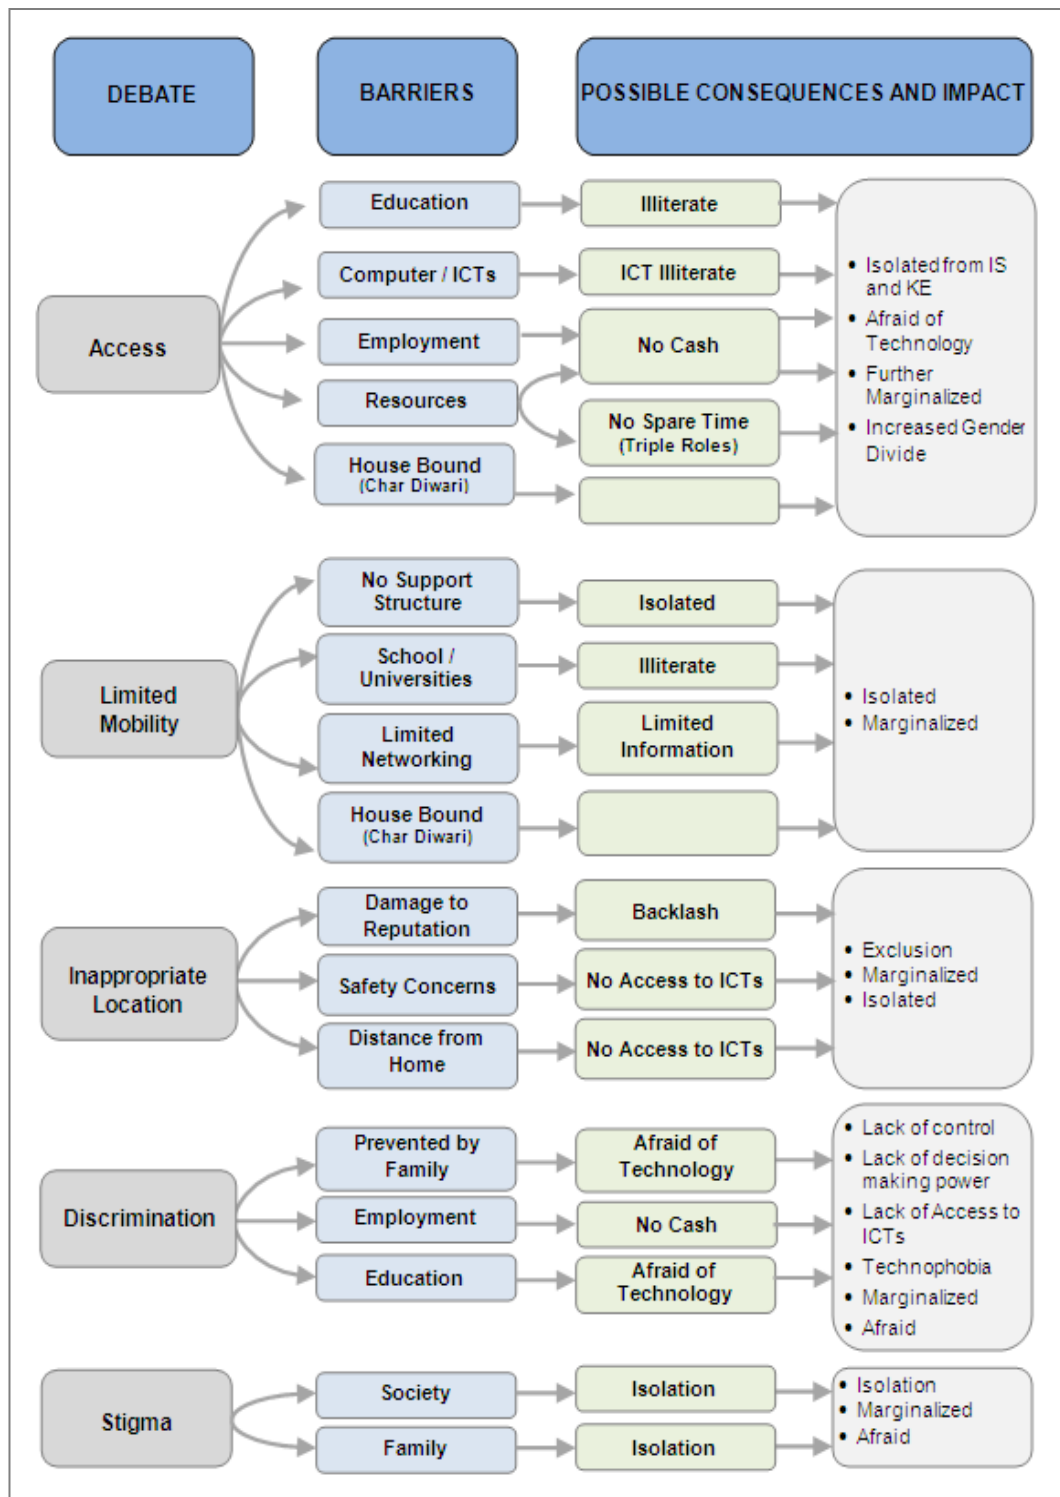 DEBATE
BARRIERS
POSSIBLE CONSEQUENCES AND IMPACT
Access
Education
Illiterate
Computer / ICTs
ICT Illiterate
Employment
No Cash
Resources
No Spare Time
(Triple Roles)
House Bound
(Char Diwari)
• Isolated from IS
and KE
• Afraid of
Technology
• Further
Marginalized
• Increased Gender
Divide
Limited
Mobility
No Support
Structure
Isolated
School /
Universities
Illiterate
Limited
Networking
Limited
Information
House Bound
(Char Diwari)
• Isolated
• Marginalized
Inappropriate
Location
Damage to
Reputation
Backlash
Safety Concerns
No Access to ICTs
Distance from
Home
No Access to ICTs
• Exclusion
• Marginalized
• Isolated
Discrimination
Prevented by
Family
Afraid of
Technology
Employment
No Cash
Education
Afraid of
Technology
• Lack of control
• Lack of decision
making power
• Lack of Access to
ICTs
• Technophobia
• Marginalized
• Afraid
Stigma
Society
Isolation
Family
Isolation
• Isolation
• Marginalized
• Afraid